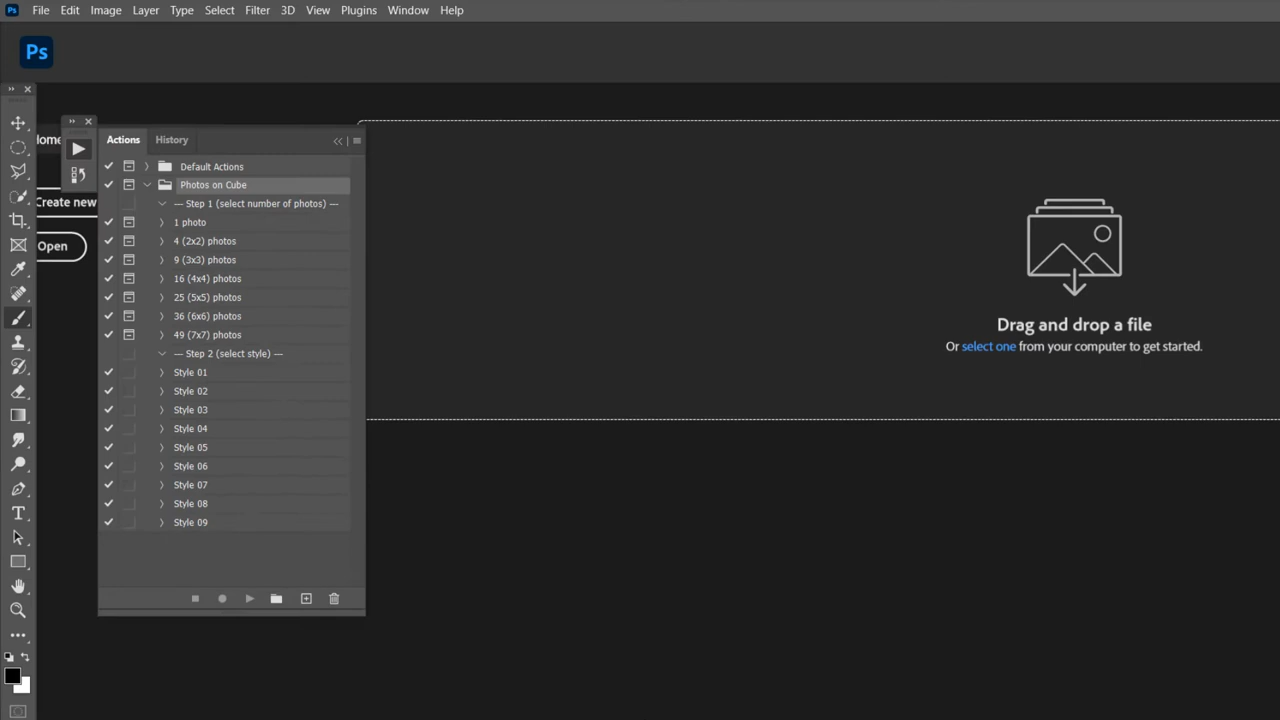 Ps File Edit Image Layer Type Select Filter 3D View Plugins Window Help
Ps
Home
Create new
Open
Actions History
Default Actions
Photos on Cube
--- Step 1 (select number of photos) ---
1 photo
4 (2x2) photos
9 (3x3) photos
16 (4x4) photos
25 (5x5) photos
36 (6x6) photos
49 (7x7) photos
--- Step 2 (select style) ---
Style 01
Style 02
Style 03
Style 04
Style 05
Style 06
Style 07
Style 08
Style 09
Drag and drop a file
Or select one from your computer to get started.